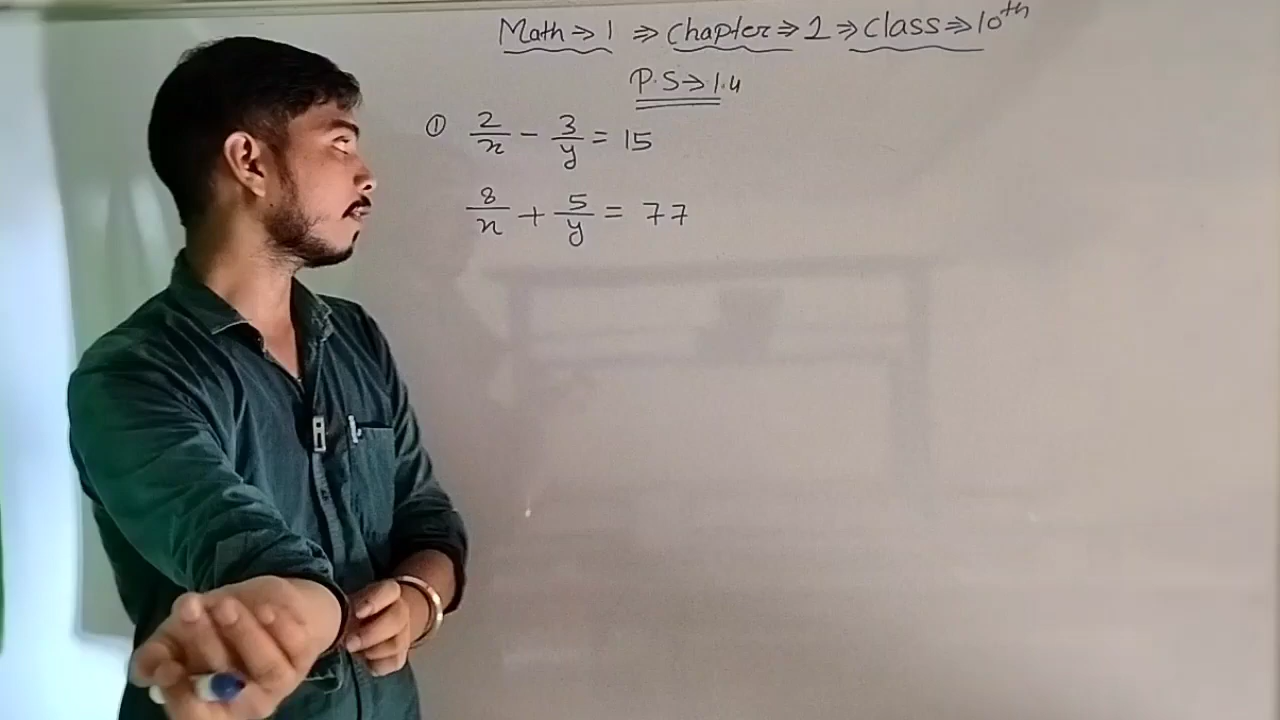 Math → 1 ⇒ Chapter ⇒ 1 ⇒ Class ⇒ 10th
P.S → 1.4
① 2/x - 3/y = 15
8/x + 5/y = 77